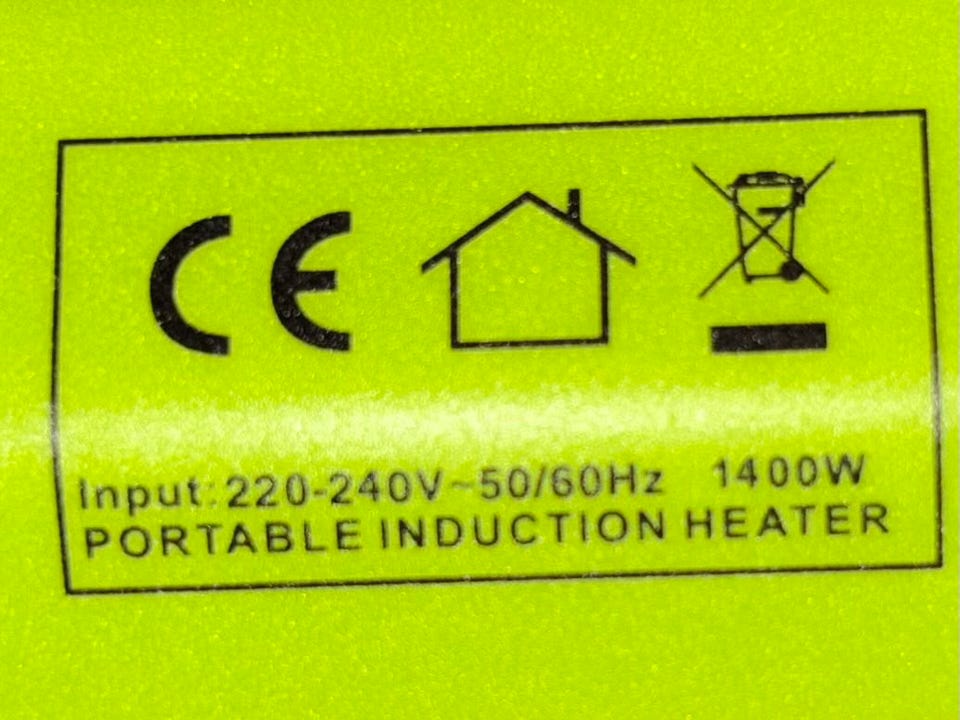 CE
Input: 220-240V~50/60Hz 1400W
PORTABLE INDUCTION HEATER